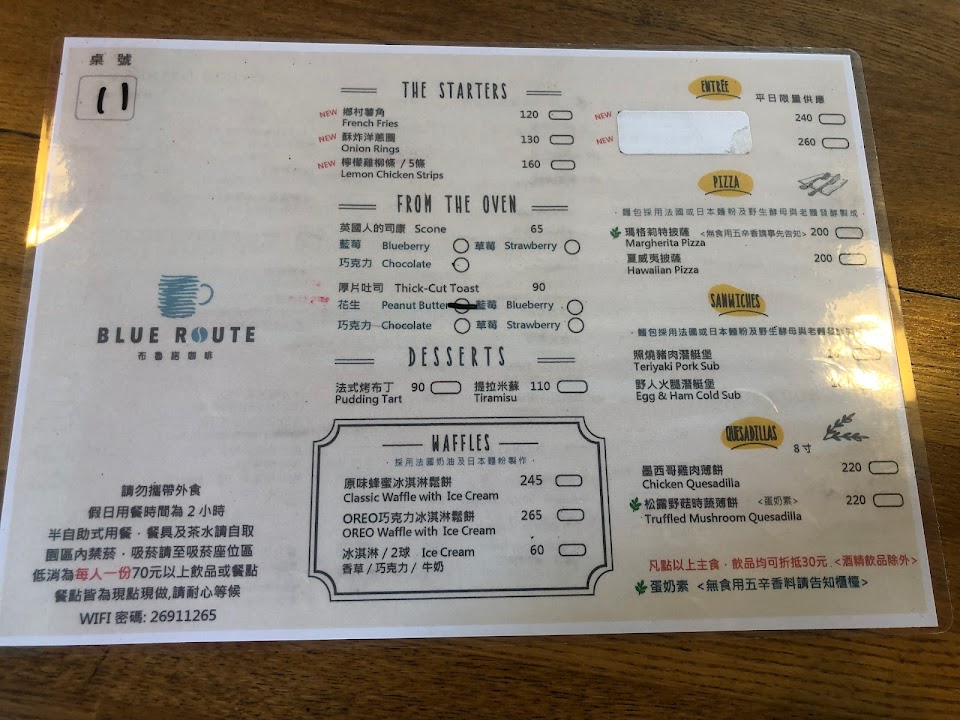 桌 號
11
BLUE ROUTE
布魯諾咖啡
請勿攜帶外食
假日用餐時間為 2 小時
半自助式用餐，餐具及茶水請自取
園區內禁菸，吸菸請至吸菸座位區
低消為每人一份70元以上飲品或餐點
餐點皆為現點現做,請耐心等候
WIFI 密碼: 26911265
THE STARTERS
NEW 鄉村薯角 120
French Fries
NEW 酥炸洋蔥圈 130
Onion Rings
NEW 檸檬雞柳條 / 5條 160
Lemon Chicken Strips
FROM THE OVEN
英國人的司康 Scone 65
藍莓 Blueberry 草莓 Strawberry
巧克力 Chocolate
厚片吐司 Thick-Cut Toast 90
花生 Peanut Butter 藍莓 Blueberry
巧克力 Chocolate 草莓 Strawberry
DESSERTS
法式烤布丁 90 提拉米蘇 110
Pudding Tart Tiramisu
WAFFLES
· 採用法國奶油及日本麵粉製作 ·
原味蜂蜜冰淇淋鬆餅 245
Classic Waffle with Ice Cream
OREO巧克力冰淇淋鬆餅 265
OREO Waffle with Ice Cream
冰淇淋 / 2球 Ice Cream 60
香草 / 巧克力 / 牛奶
ENTRÉE 平日限量供應
NEW 240
NEW 260
PIZZA
· 麵包採用法國或日本麵粉及野生酵母與老麵發酵製成 ·
瑪格莉特披薩 <無食用五辛香請事先告知> 200
Margherita Pizza
夏威夷披薩 200
Hawaiian Pizza
SANWICHES
· 麵包採用法國或日本麵粉及野生酵母與老麵發酵製
照燒豬肉潛艇堡
Teriyaki Pork Sub
野人火腿潛艇堡
Egg & Ham Cold Sub
QUESADILLAS 8寸
墨西哥雞肉薄餅 220
Chicken Quesadilla
松露野菇時蔬薄餅 <蛋奶素> 220
Truffled Mushroom Quesadilla
凡點以上主食，飲品均可折抵30元 <酒精飲品除外>
蛋奶素 <無食用五辛香料請告知櫃檯>